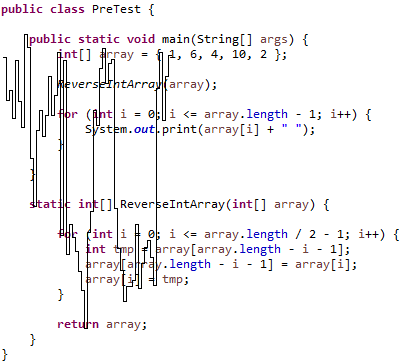 public class PreTest {
public static void main(String[] args) {
int[] array = { 1, 6, 4, 10, 2 };
ReverseIntArray(array);
for (int i = 0; i <= array.length - 1; i++) {
System.out.print(array[i] + " ");
}
}
static int[] ReverseIntArray(int[] array) {
for (int i = 0; i <= array.length / 2 - 1; i++) {
int tmp = array[array.length - i - 1];
array[array.length - i - 1] = array[i];
array[i] = tmp;
}
return array;
}
}